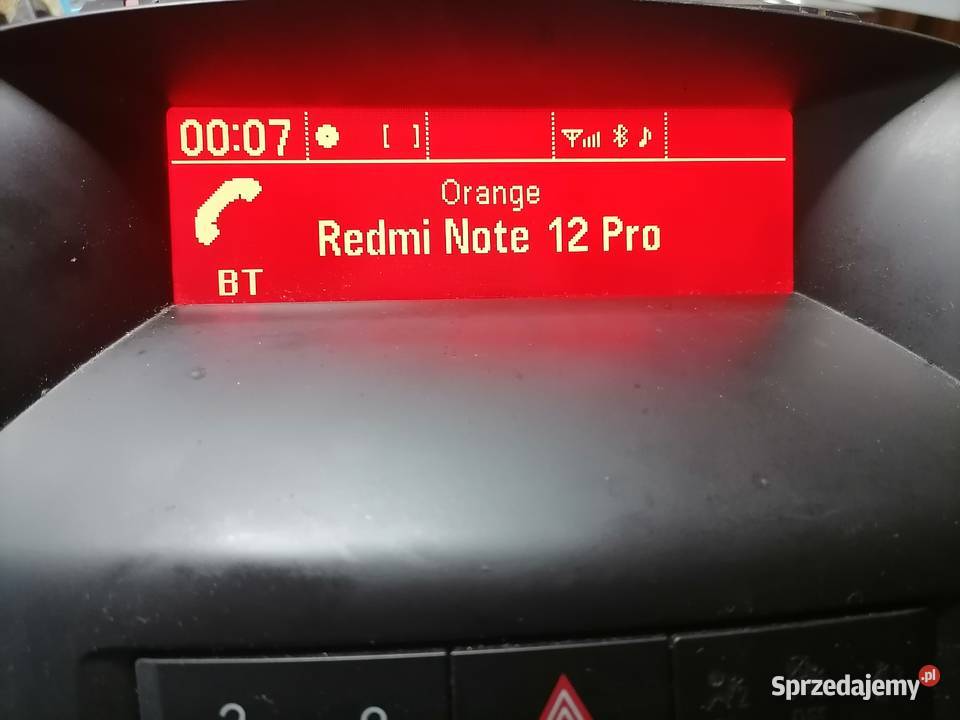 00:07 [ ]
Orange
Redmi Note 12 Pro
BT
Sprzedajemy.pl